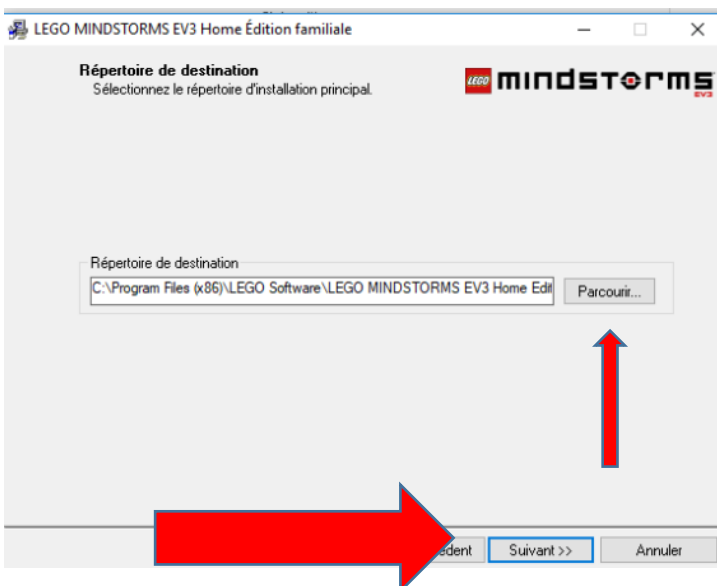 LEGO MINDSTORMS EV3 Home Édition familiale
Répertoire de destination
Sélectionnez le répertoire d'installation principal.
LEGO mindstorms
EV3
Répertoire de destination
C:\Program Files (x86)\LEGO Software\LEGO MINDSTORMS EV3 Home Edit
Parcourir...
Suivant >>
Annuler